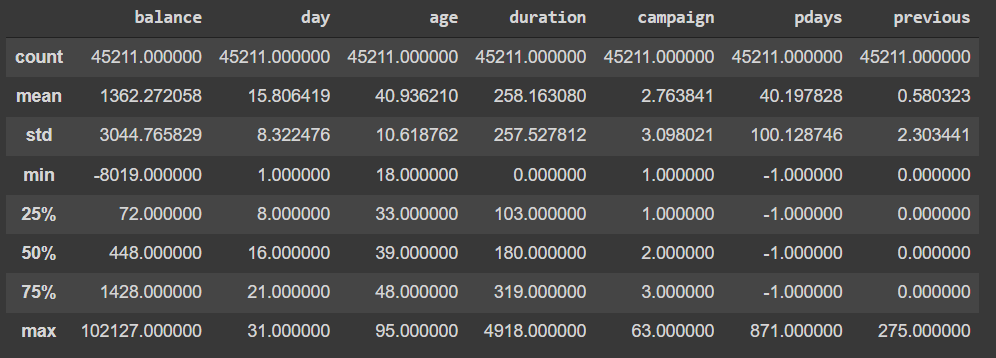 balance day age duration campaign pdays previous
count 45211.000000 45211.000000 45211.000000 45211.000000 45211.000000 45211.000000 45211.000000
mean 1362.272058 15.806419 40.936210 258.163080 2.763841 40.197828 0.580323
std 3044.765829 8.322476 10.618762 257.527812 3.098021 100.128746 2.303441
min -8019.000000 1.000000 18.000000 0.000000 1.000000 -1.000000 0.000000
25% 72.000000 8.000000 33.000000 103.000000 1.000000 -1.000000 0.000000
50% 448.000000 16.000000 39.000000 180.000000 2.000000 -1.000000 0.000000
75% 1428.000000 21.000000 48.000000 319.000000 3.000000 -1.000000 0.000000
max 102127.000000 31.000000 95.000000 4918.000000 63.000000 871.000000 275.000000